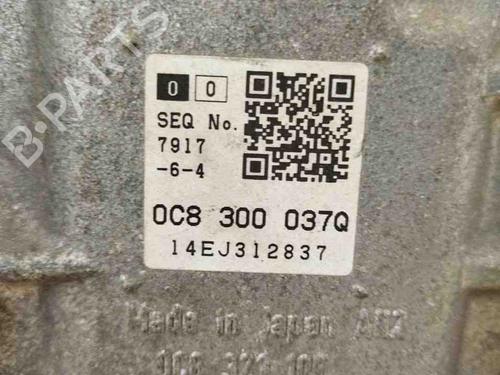 B-PARTS
0 0
SEQ No.
7917
-6-4
0C8 300 037Q
14EJ312837
Made in Japan